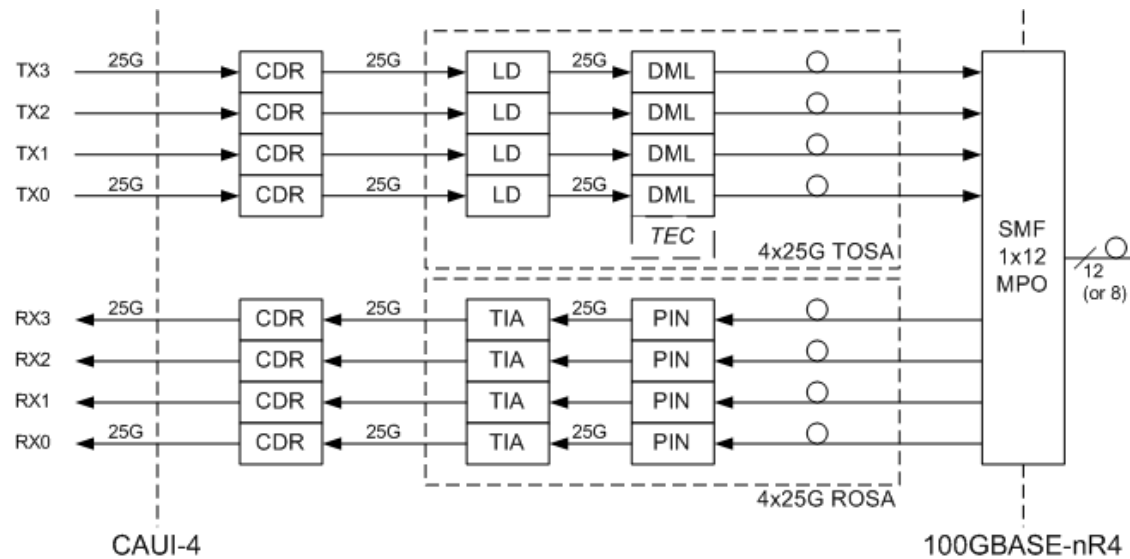 TX3 25G CDR 25G LD 25G DML
TX2 CDR LD DML
TX1 CDR LD DML
TX0 25G CDR 25G LD 25G DML
TEC
4x25G TOSA
SMF
1x12
MPO
12
(or 8)
RX3 25G CDR 25G TIA 25G PIN
RX2 CDR TIA PIN
RX1 CDR TIA PIN
RX0 25G CDR 25G TIA 25G PIN
4x25G ROSA
CAUI-4 100GBASE-nR4